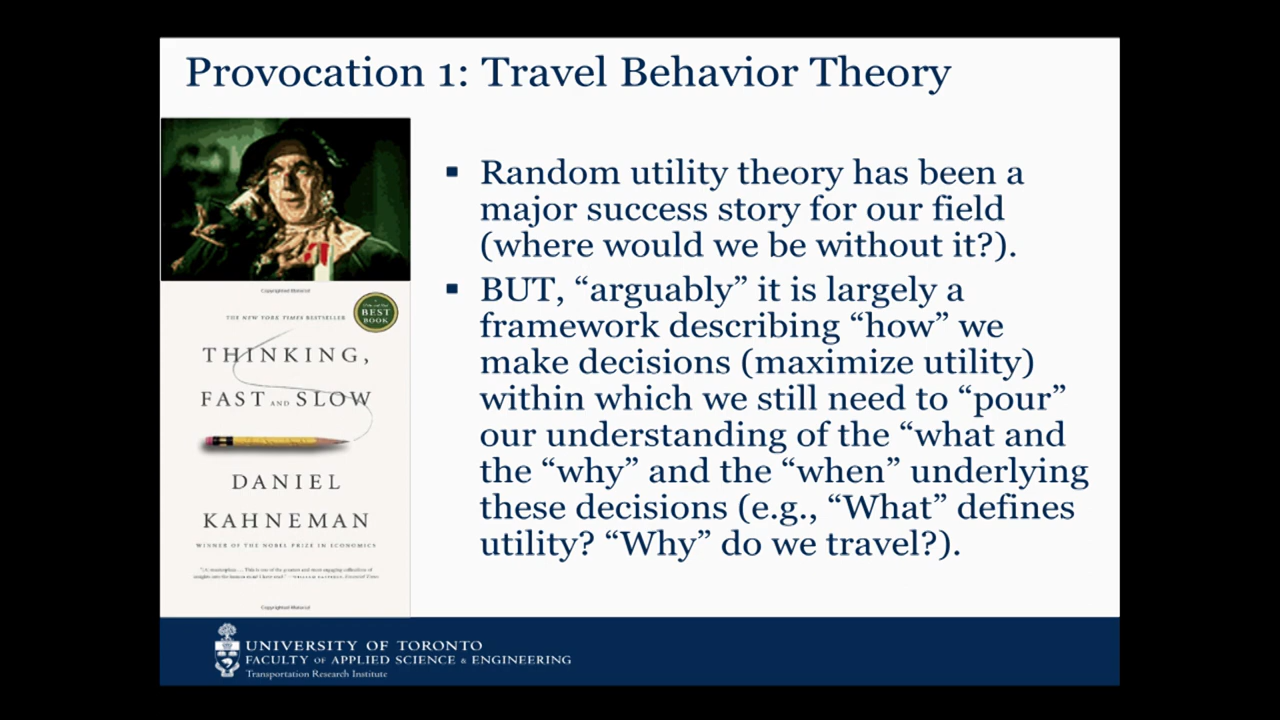 Provocation 1: Travel Behavior Theory
▪ Random utility theory has been a
major success story for our field
(where would we be without it?).
▪ BUT, “arguably” it is largely a
framework describing “how” we
make decisions (maximize utility)
within which we still need to “pour”
our understanding of the “what and
the “why” and the “when” underlying
these decisions (e.g., “What” defines
utility? “Why” do we travel?).
Copyrighted Material
THE NEW YORK TIMES BESTSELLER
BEST
BOOK
THINKING,
FAST AND SLOW
DANIEL
KAHNEMAN
WINNER OF THE NOBEL PRIZE IN ECONOMICS
Copyrighted Material
UNIVERSITY OF TORONTO
FACULTY OF APPLIED SCIENCE & ENGINEERING
Transportation Research Institute